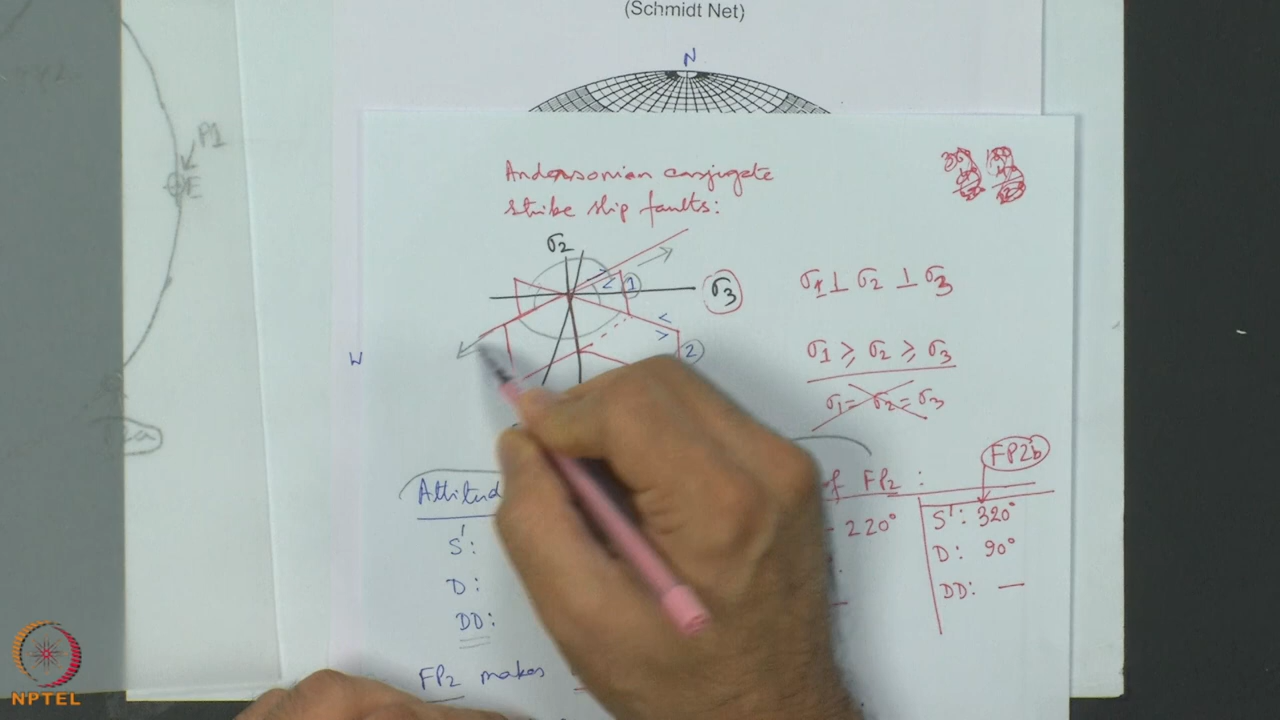 (Schmidt Net)
N
P1
E
W
Andersonian conjugate
strike slip faults:
σ2
σ3
1
2
σ1 ⊥ σ2 ⊥ σ3
σ1 ≥ σ2 ≥ σ3
σ1 = σ2 = σ3
FP2b
Attitud
of FP2 :
S': 
D:
DD:
220°
S': 320°
D: 90°
DD: —
FP2 makes
NPTEL